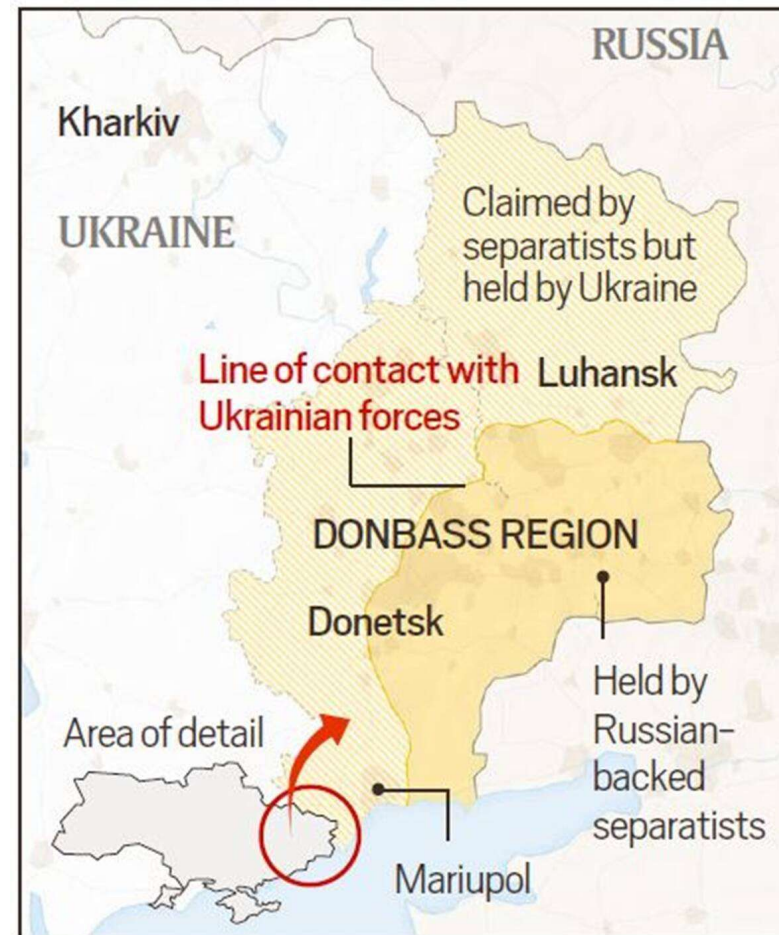 RUSSIA
Kharkiv
UKRAINE
Claimed by
separatists but
held by Ukraine
Line of contact with
Ukrainian forces
Luhansk
DONBASS REGION
Donetsk
Held by
Russian-
backed
separatists
Area of detail
Mariupol